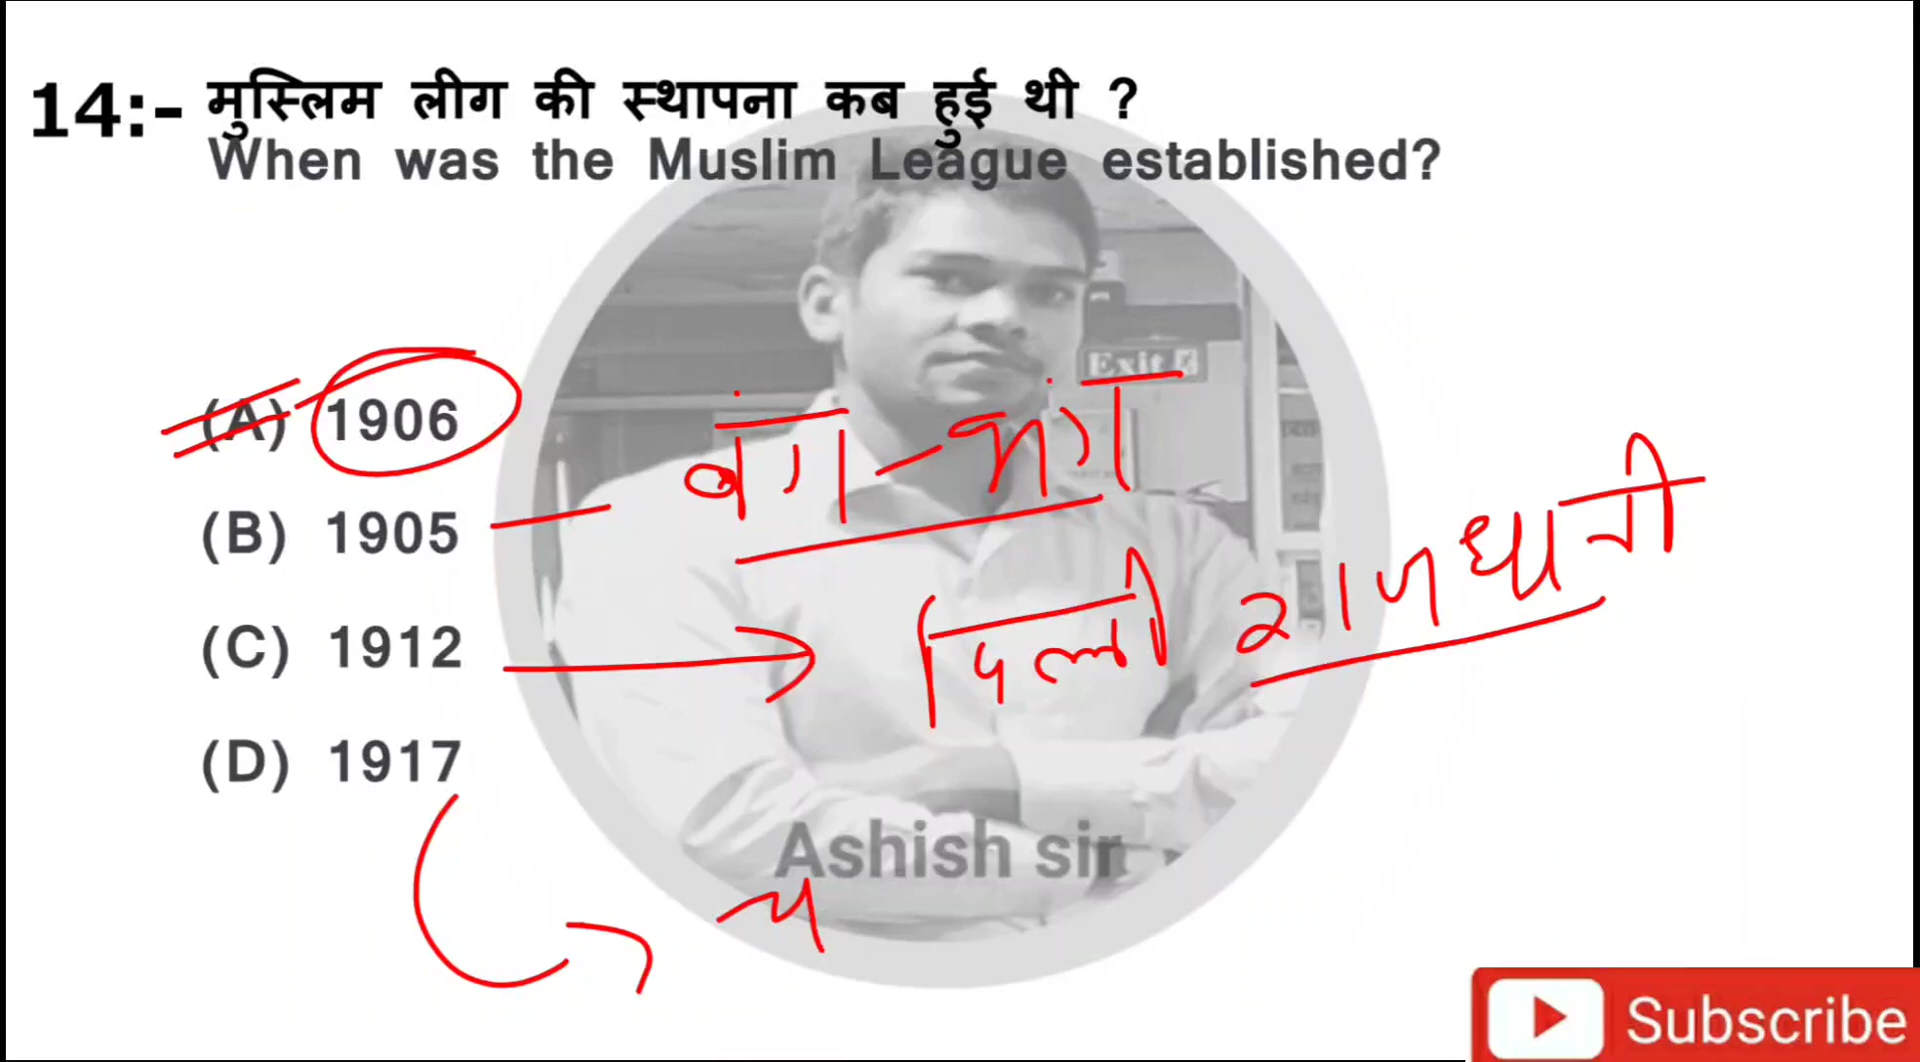 14:- मुस्लिम लीग की स्थापना कब हुई थी ?
When was the Muslim League established?
Exit
(A) 1906
(B) 1905 — बंग-भंग
(C) 1912 → दिल्ली राजधानी
(D) 1917
Ashish sir
Subscribe